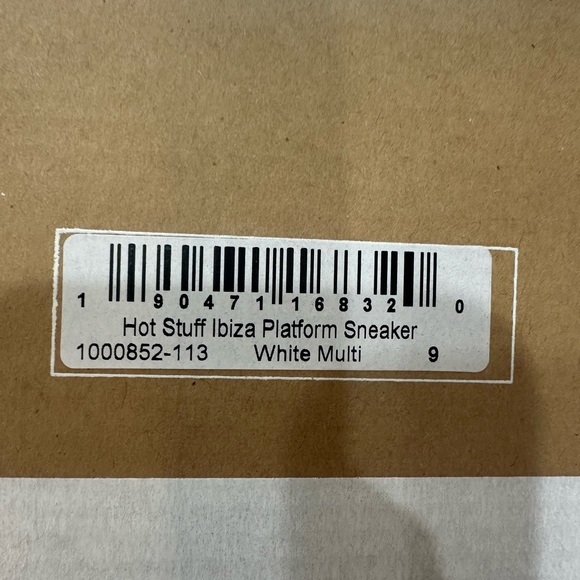 1 90471 16832 0
Hot Stuff Ibiza Platform Sneaker
1000852-113 White Multi 9